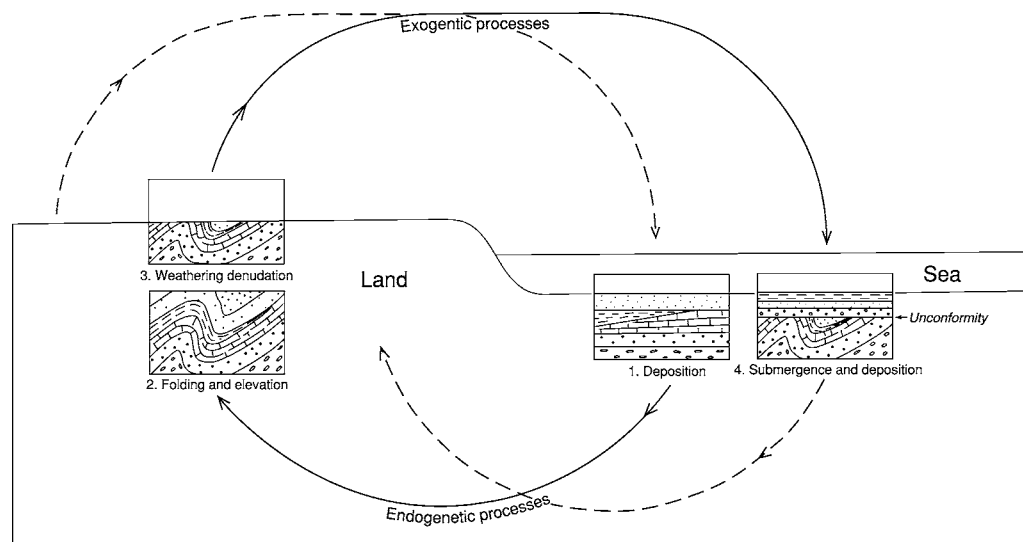 Exogentic processes
3. Weathering denudation
Land
Sea
Unconformity
2. Folding and elevation
1. Deposition
4. Submergence and deposition
Endogenetic processes